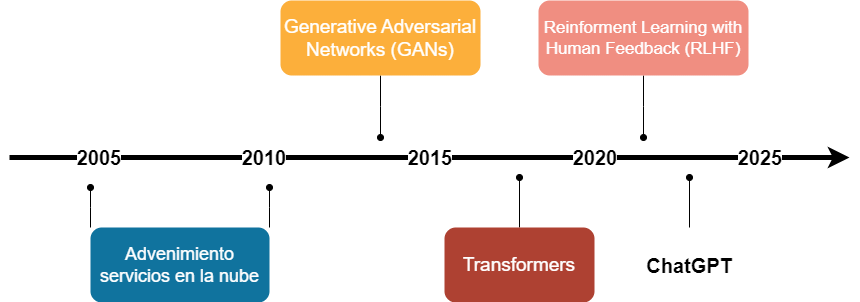 Generative Adversarial
Networks (GANs)
Reinforment Learning with
Human Feedback (RLHF)
2005
2010
2015
2020
2025
Advenimiento
servicios en la nube
Transformers
ChatGPT